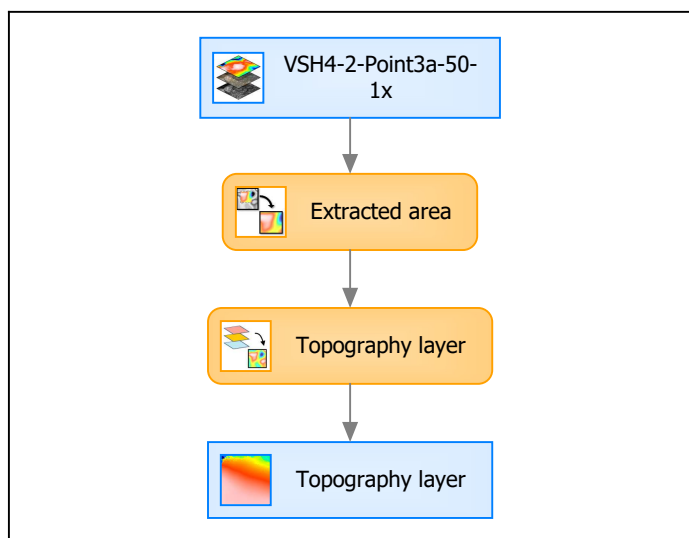 VSH4-2-Point3a-50-
1x
Extracted area
Topography layer
Topography layer